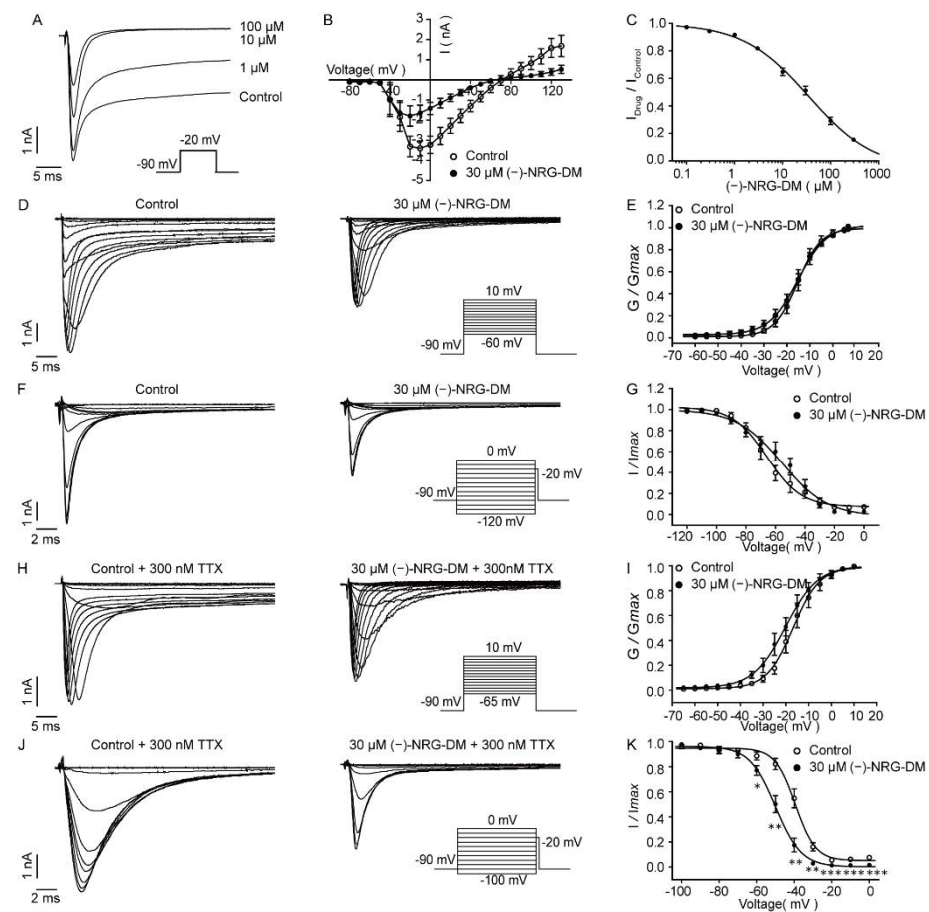 A
100 µM
10 µM
1 µM
Control
1 nA
5 ms
-20 mV
-90 mV
B
I ( nA)
3
2
1
0
-1
-3
-4
-5
Voltage( mV)
-80
-40
40
80
120
Control
30 µM (−)-NRG-DM
C
I Drug / I Control
1.0
0.8
0.6
0.4
0.2
0.0
0.1 1 10 100 1000
(−)-NRG-DM ( µM)
D
Control
30 µM (−)-NRG-DM
1 nA
5 ms
10 mV
-90 mV
-60 mV
E
G / Gmax
1.2
1.0
0.8
0.6
0.4
0.2
0.0
-70 -60 -50 -40 -30 -20 -10 0 10 20
Voltage( mV )
Control
30 µM (−)-NRG-DM
F
Control
30 µM (−)-NRG-DM
1 nA
2 ms
0 mV
-20 mV
-90 mV
-120 mV
G
I / Imax
1.2
1.0
0.8
0.6
0.4
0.2
0.0
-120 -100 -80 -60 -40 -20 0
Voltage( mV )
Control
30 µM (−)-NRG-DM
H
Control + 300 nM TTX
30 µM (−)-NRG-DM + 300nM TTX
1 nA
5 ms
10 mV
-90 mV
-65 mV
I
G / Gmax
1.2
1.0
0.8
0.6
0.4
0.2
0.0
-70 -60 -50 -40 -30 -20 -10 0 10 20
Voltage( mV )
Control
30 µM (−)-NRG-DM
J
Control + 300 nM TTX
30 µM (−)-NRG-DM + 300 nM TTX
1 nA
2 ms
0 mV
-20 mV
-90 mV
-100 mV
K
I / Imax
1.0
0.8
0.6
0.4
0.2
0.0
-100 -80 -60 -40 -20 0
Voltage( mV )
Control
30 µM (−)-NRG-DM
*
**
**
**
*** *** *** ***